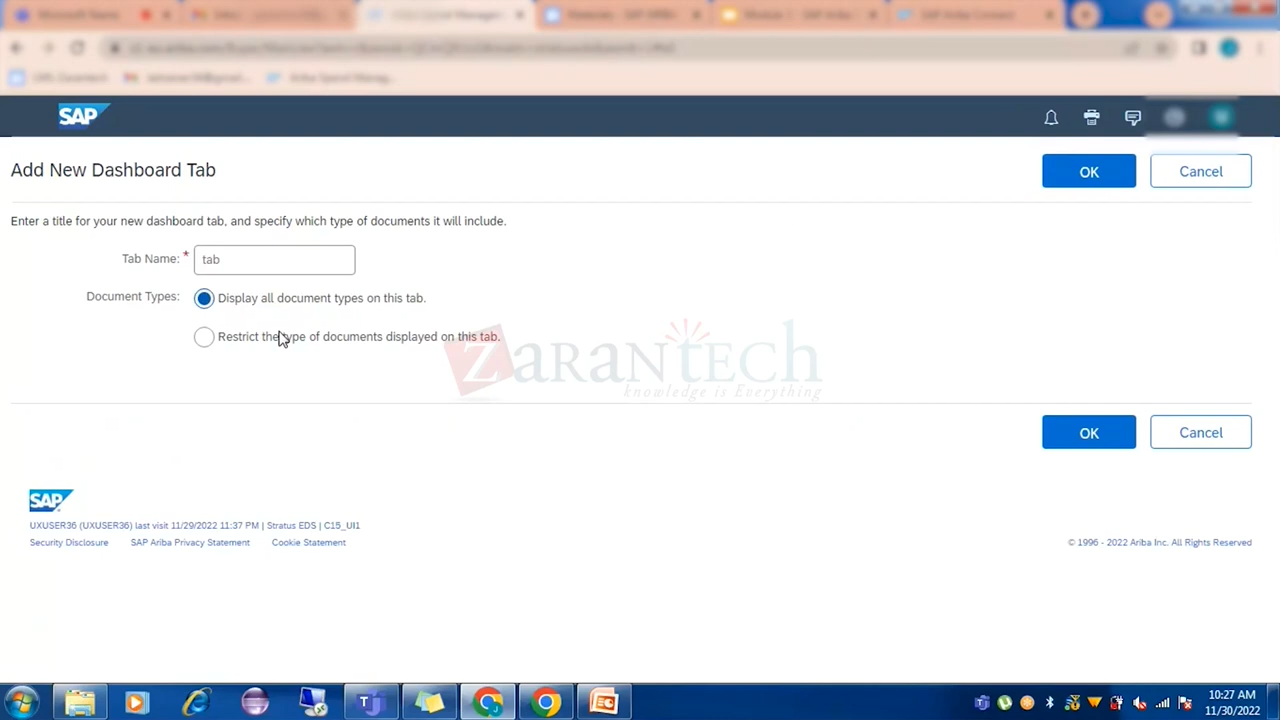 SAP
Add New Dashboard Tab
OK
Cancel
Enter a title for your new dashboard tab, and specify which type of documents it will include.
Tab Name: *
tab
Document Types:
Display all document types on this tab.
Restrict the type of documents displayed on this tab.
ZARANTECH
knowledge is Everything
OK
Cancel
SAP
UXUSER36 (UXUSER36) last visit 11/29/2022 11:37 PM | Stratus EDS | C15_UI1
Security Disclosure
SAP Ariba Privacy Statement
Cookie Statement
© 1996 - 2022 Ariba Inc. All Rights Reserved
10:27 AM
11/30/2022